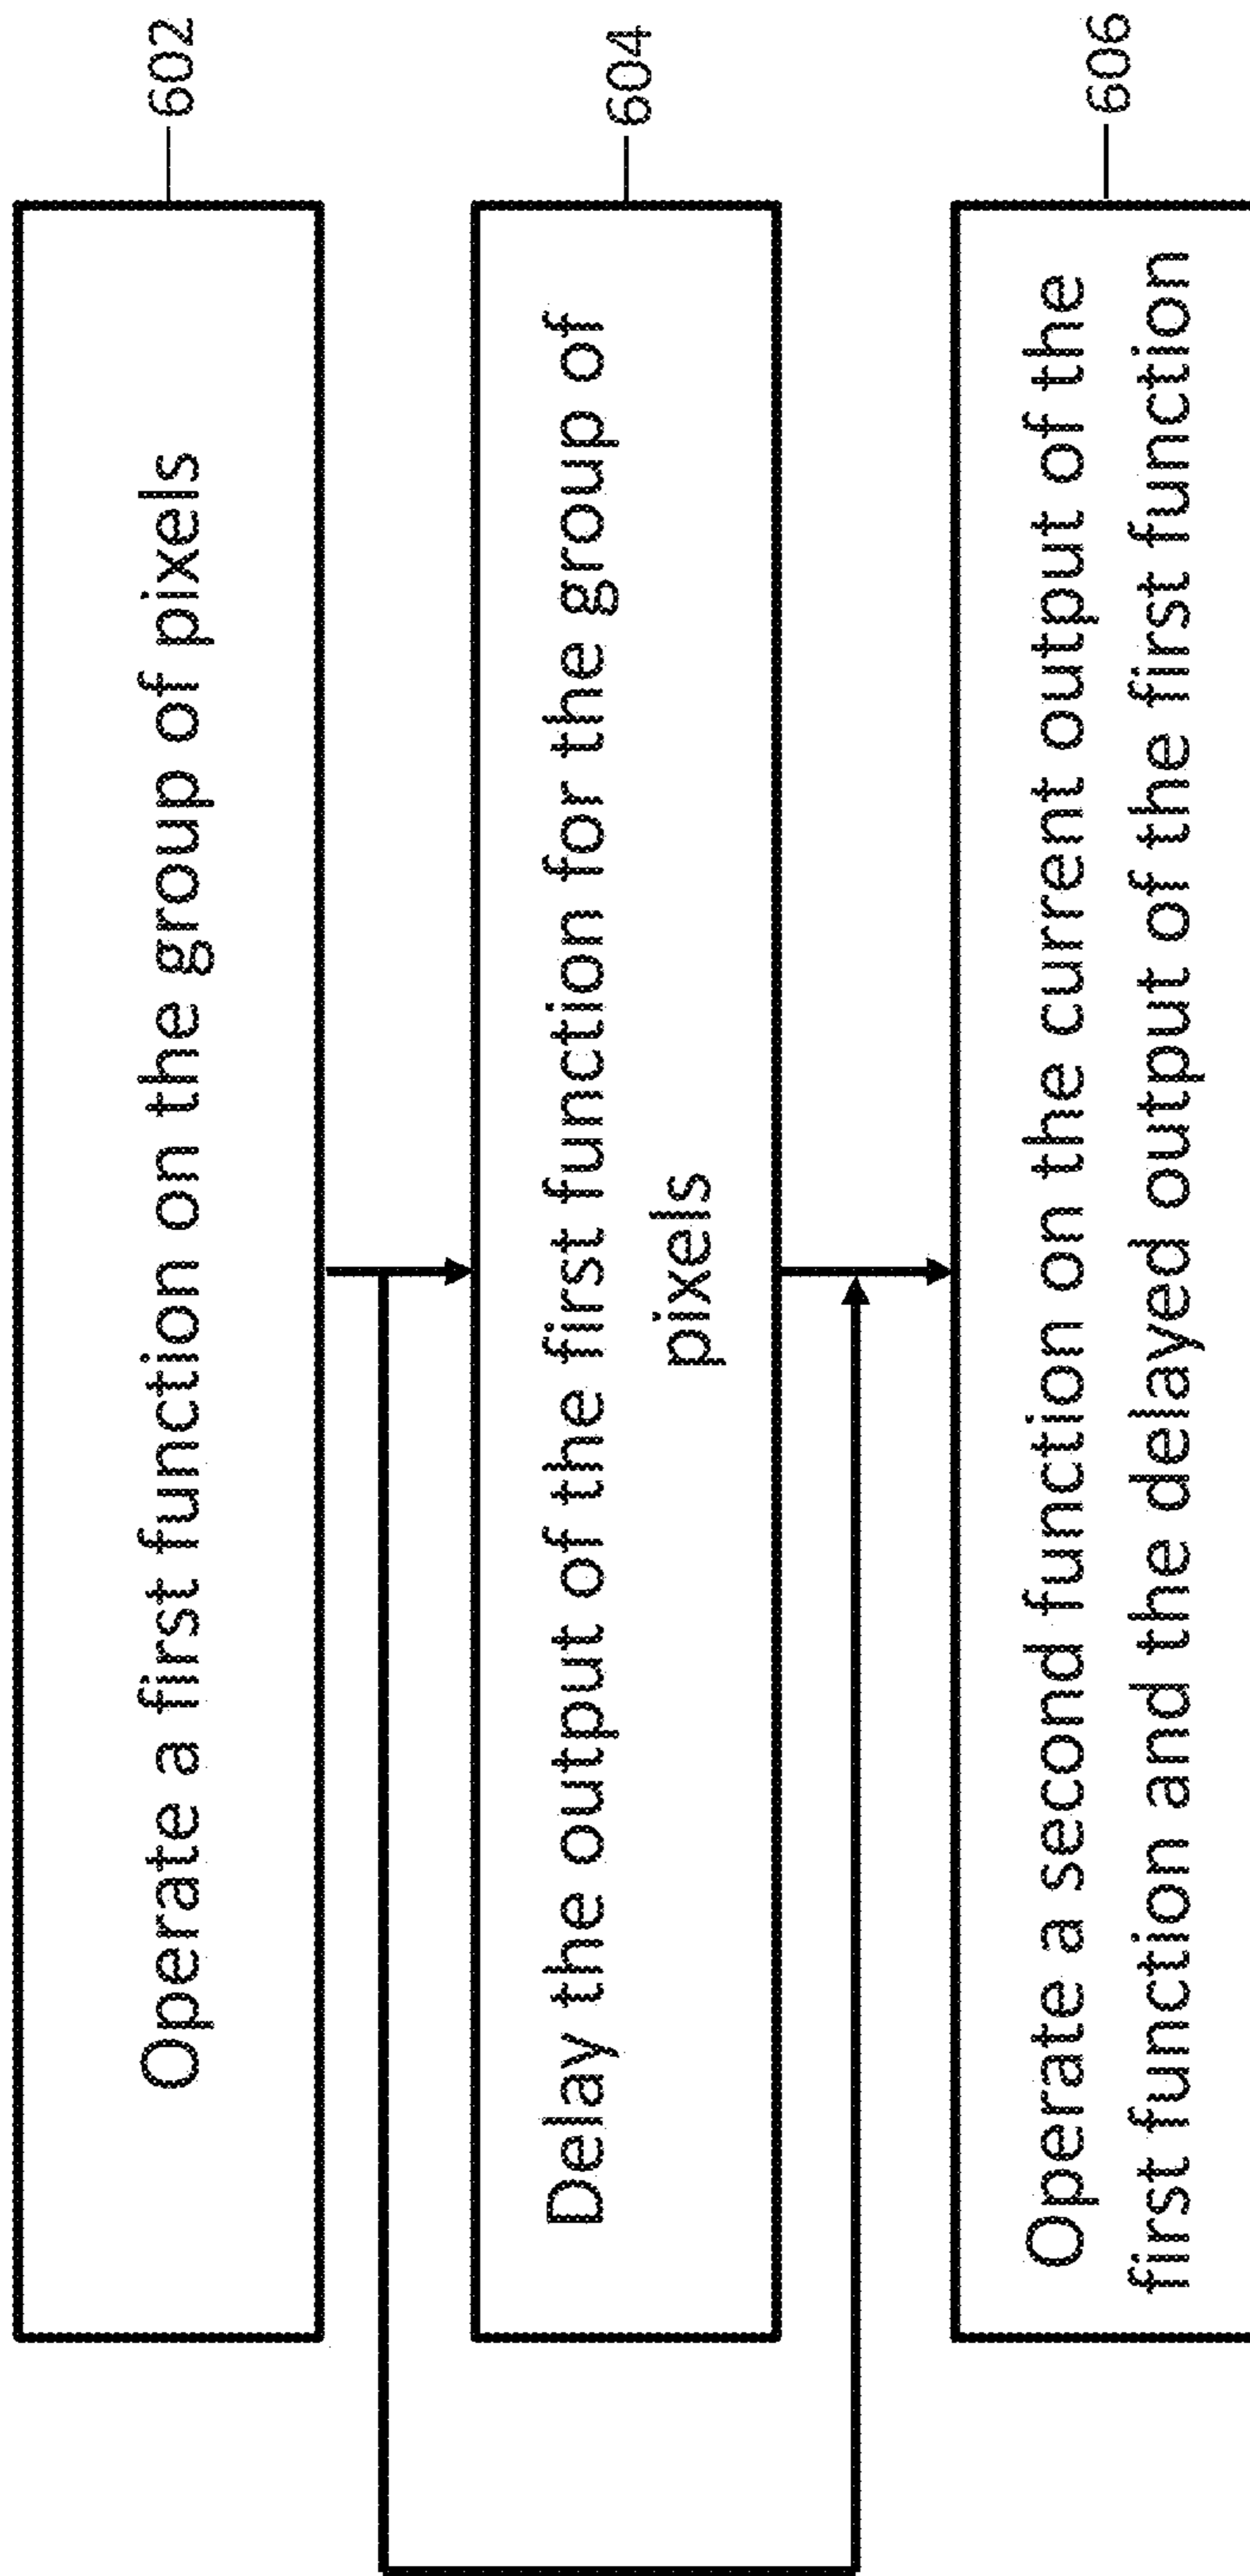 Operate a first function on the group of pixels
602
Delay the output of the first function for the group of
pixels
604
Operate a second function on the current output of the
first function and the delayed output of the first function
606